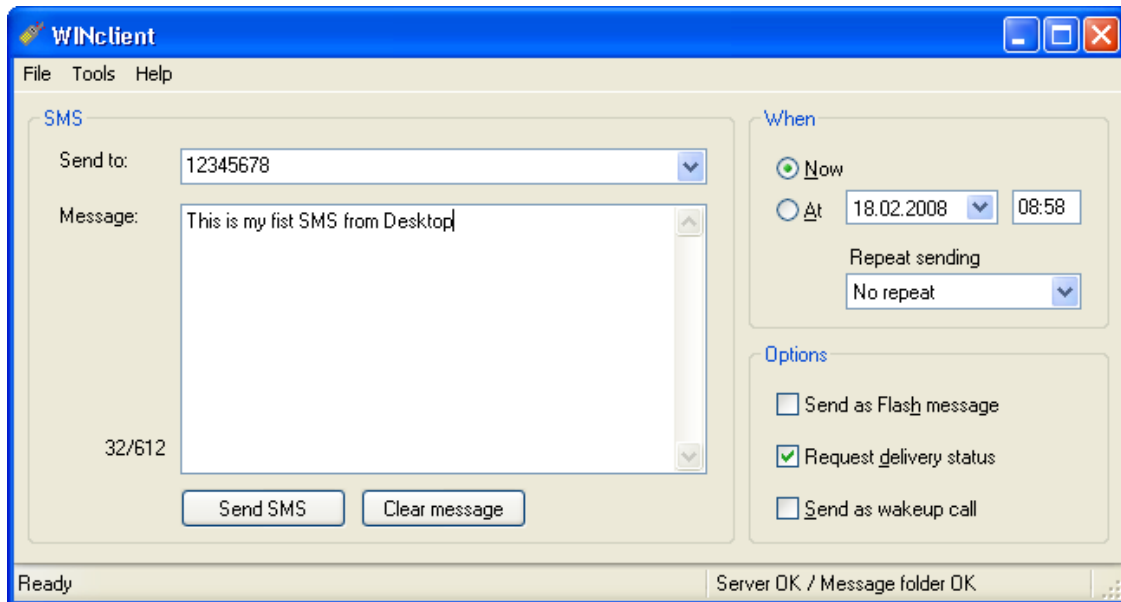 WINclient
File Tools Help
SMS
Send to:
12345678
Message:
This is my fist SMS from Desktop
32/612
Send SMS
Clear message
When
Now
At
18.02.2008
08:58
Repeat sending
No repeat
Options
Send as Flash message
Request delivery status
Send as wakeup call
Ready
Server OK / Message folder OK